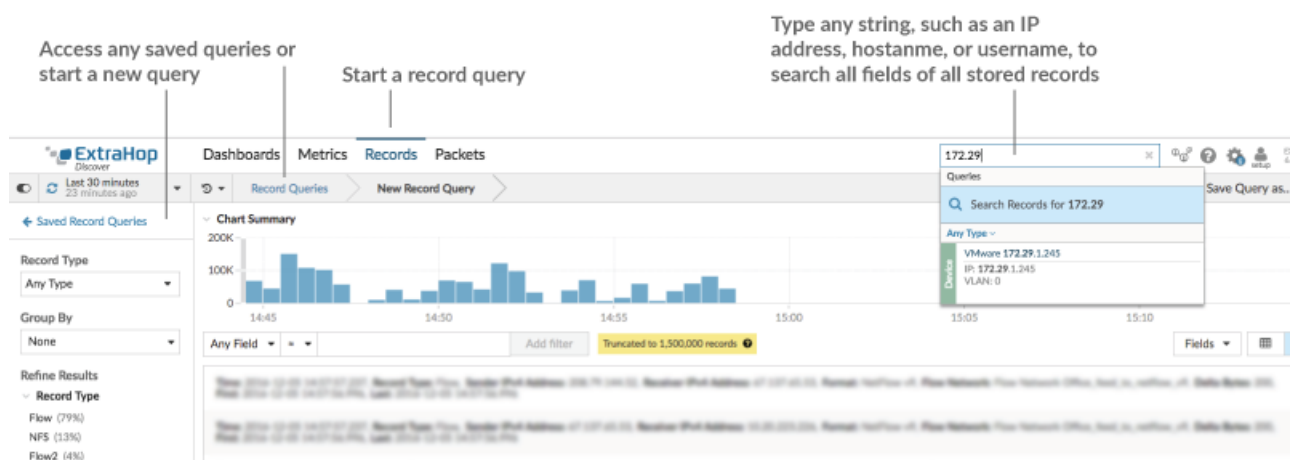 Type any string, such as an IP
address, hostanme, or username, to
search all fields of all stored records
Access any saved queries or
start a new query
Start a record query
ExtraHop
Discover
Dashboards Metrics Records Packets
172.29
setup
Last 30 minutes
23 minutes ago
Record Queries
New Record Query
Queries
Save Query as...
Search Records for 172.29
Saved Record Queries
Chart Summary
Any Type
200K
100K
0
VMware 172.29.1.245
IP: 172.29.1.245
VLAN: 0
Device
Record Type
Any Type
14:45 14:50 14:55 15:00 15:05 15:10
Group By
None
Any Field = Add filter Truncated to 1,500,000 records Fields
Refine Results
Record Type
Flow (79%)
NFS (13%)
Flow2 (4%)